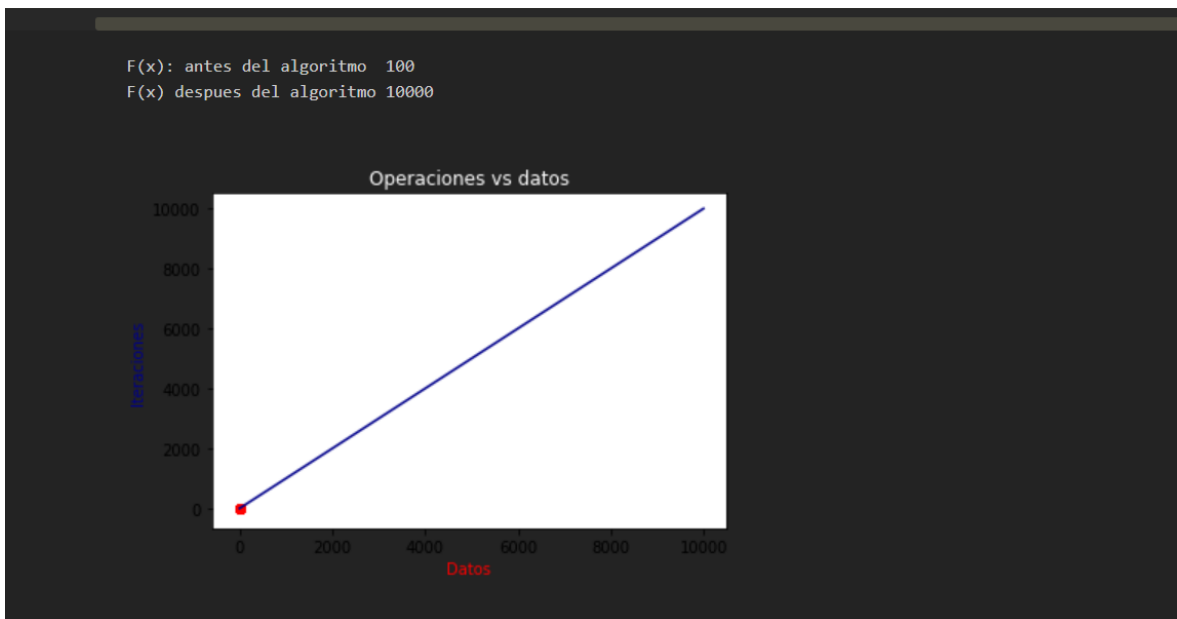 F(x): antes del algoritmo 100
F(x) despues del algoritmo 10000
Operaciones vs datos
10000
8000
6000
4000
2000
0
Iteraciones
0 2000 4000 6000 8000 10000
Datos